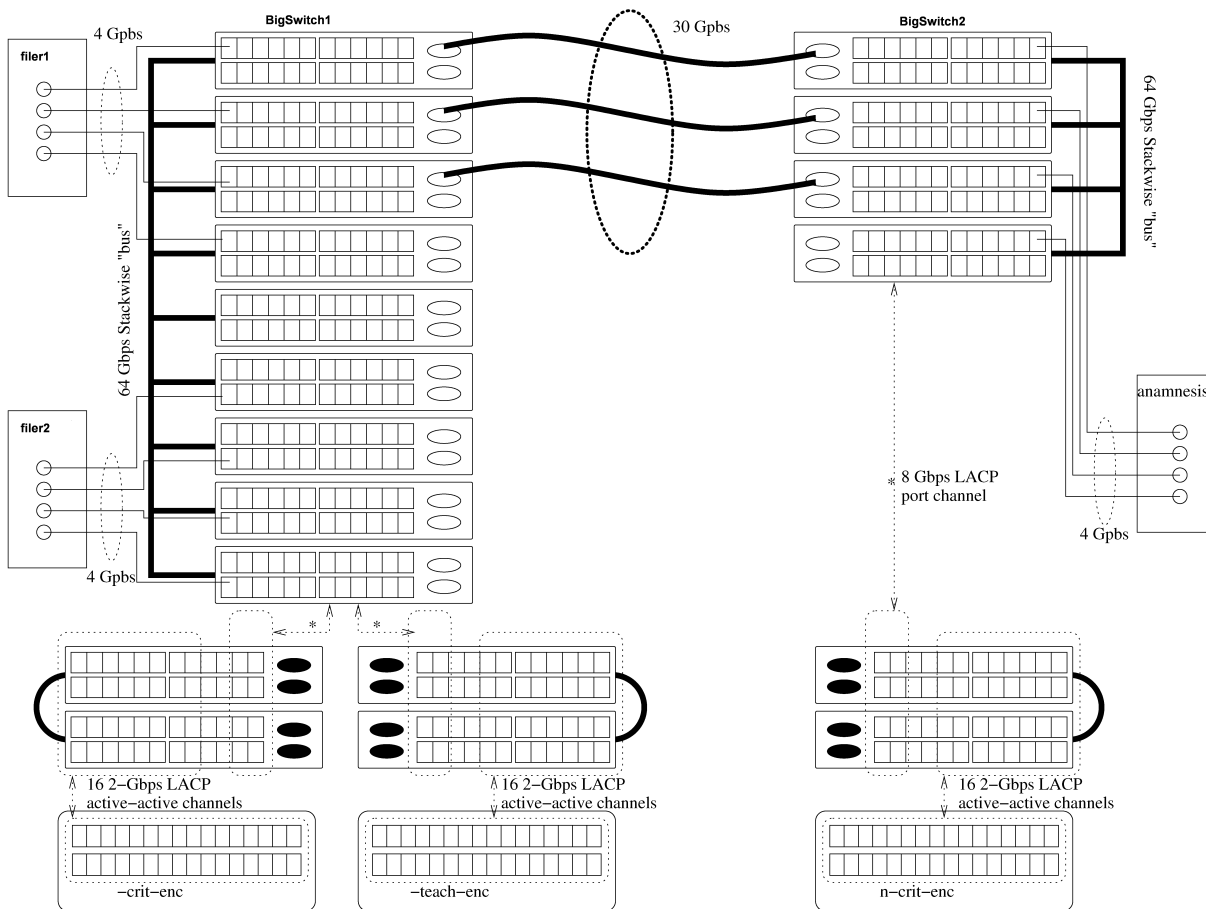 BigSwitch1
BigSwitch2
4 Gpbs
30 Gpbs
filer1
64 Gbps Stackwise "bus"
64 Gbps Stackwise "bus"
anamnesis
filer2
* 8 Gbps LACP
port channel
4 Gpbs
4 Gpbs
*
*
16 2−Gbps LACP
active−active channels
16 2−Gbps LACP
active−active channels
16 2−Gbps LACP
active−active channels
−crit−enc
−teach−enc
n−crit−enc